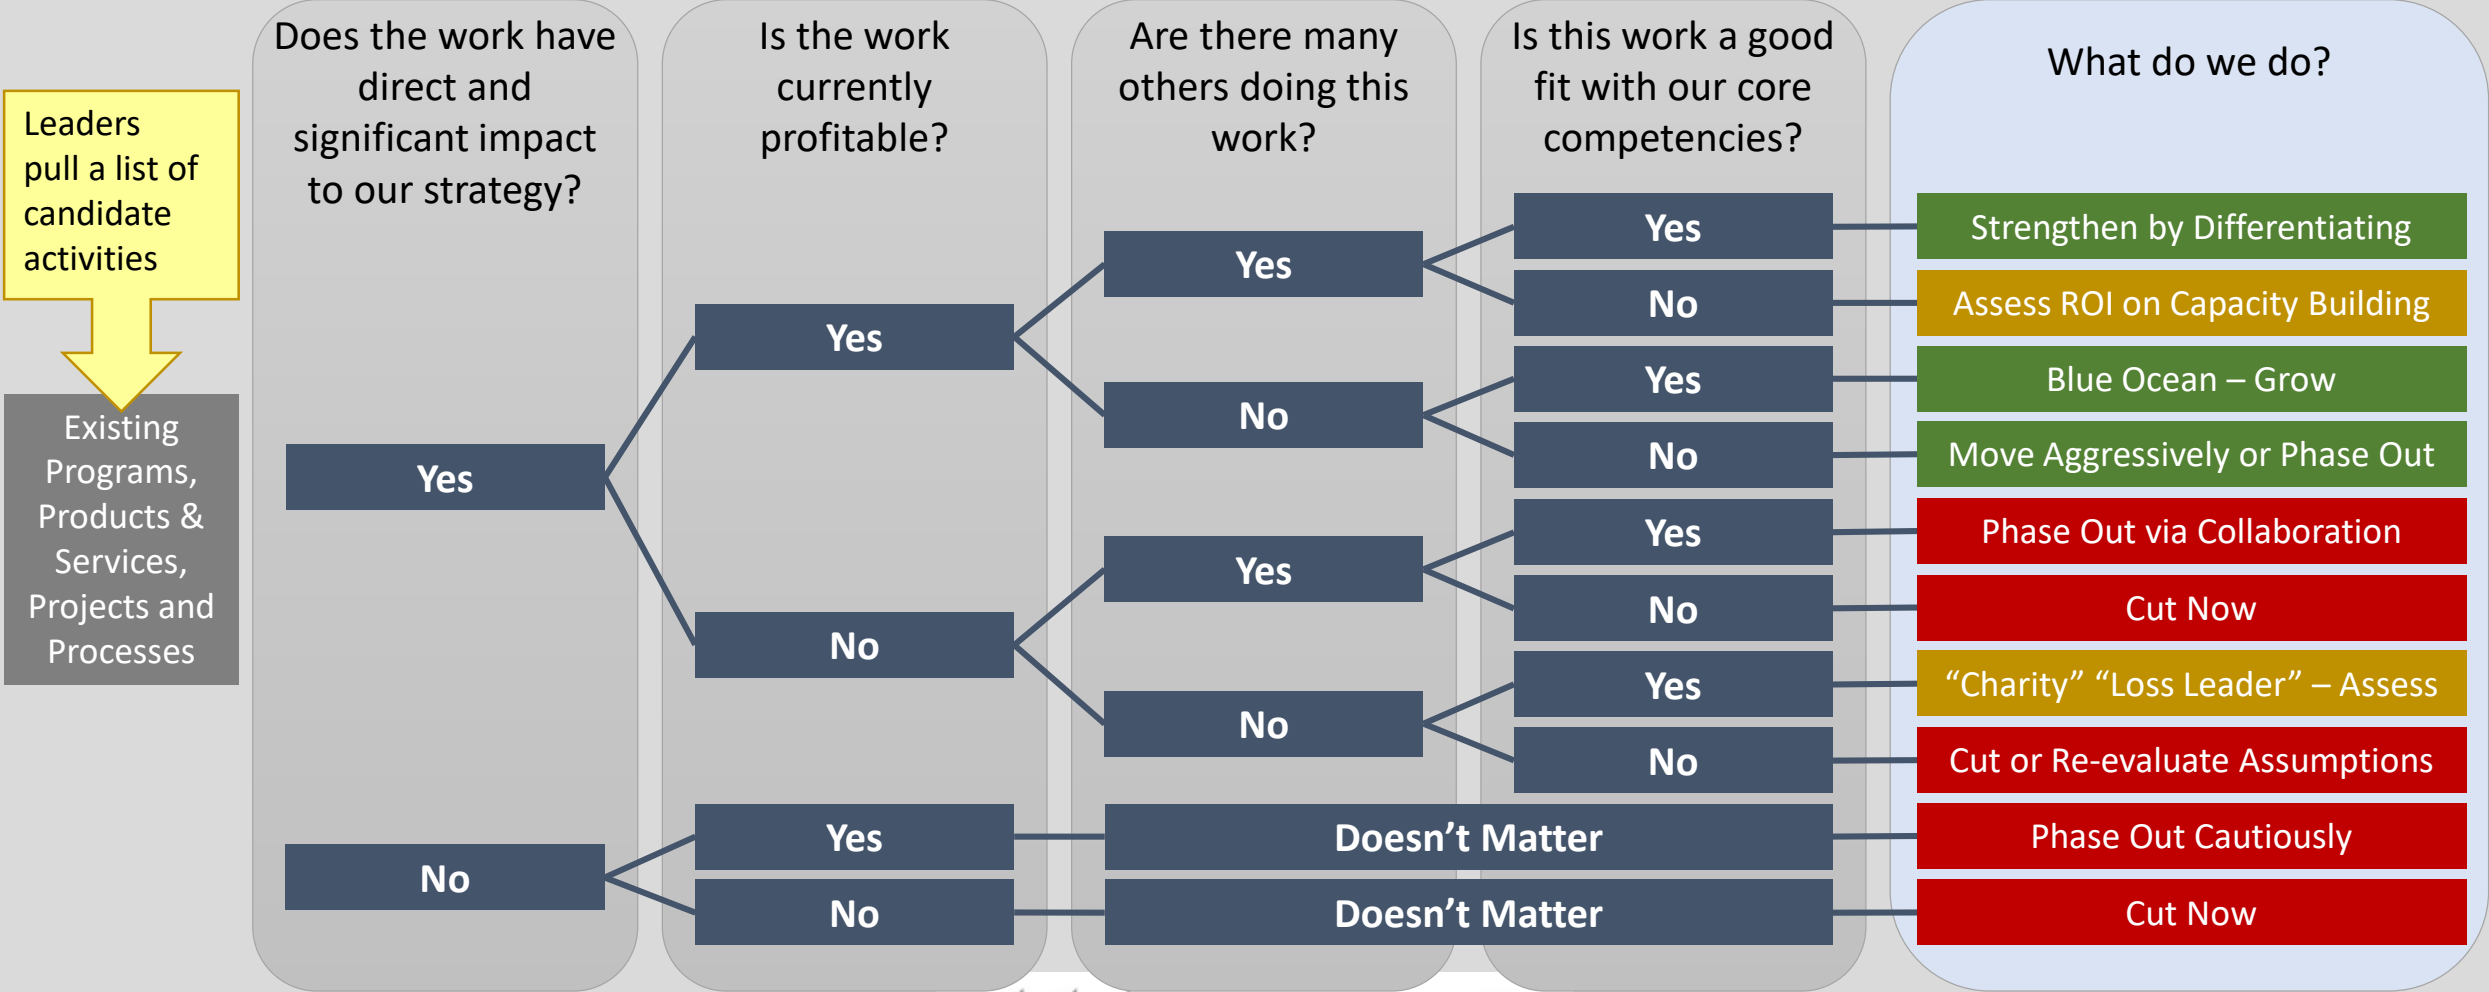 Leaders
pull a list of
candidate
activities
Existing
Programs,
Products &
Services,
Projects and
Processes
Does the work have
direct and
significant impact
to our strategy?
Yes
No
Is the work
currently
profitable?
Yes
No
Yes
No
Are there many
others doing this
work?
Yes
No
Yes
No
Doesn't Matter
Doesn't Matter
Is this work a good
fit with our core
competencies?
Yes
No
Yes
No
Yes
No
Yes
No
What do we do?
Strengthen by Differentiating
Assess ROI on Capacity Building
Blue Ocean – Grow
Move Aggressively or Phase Out
Phase Out via Collaboration
Cut Now
“Charity” “Loss Leader” – Assess
Cut or Re-evaluate Assumptions
Phase Out Cautiously
Cut Now